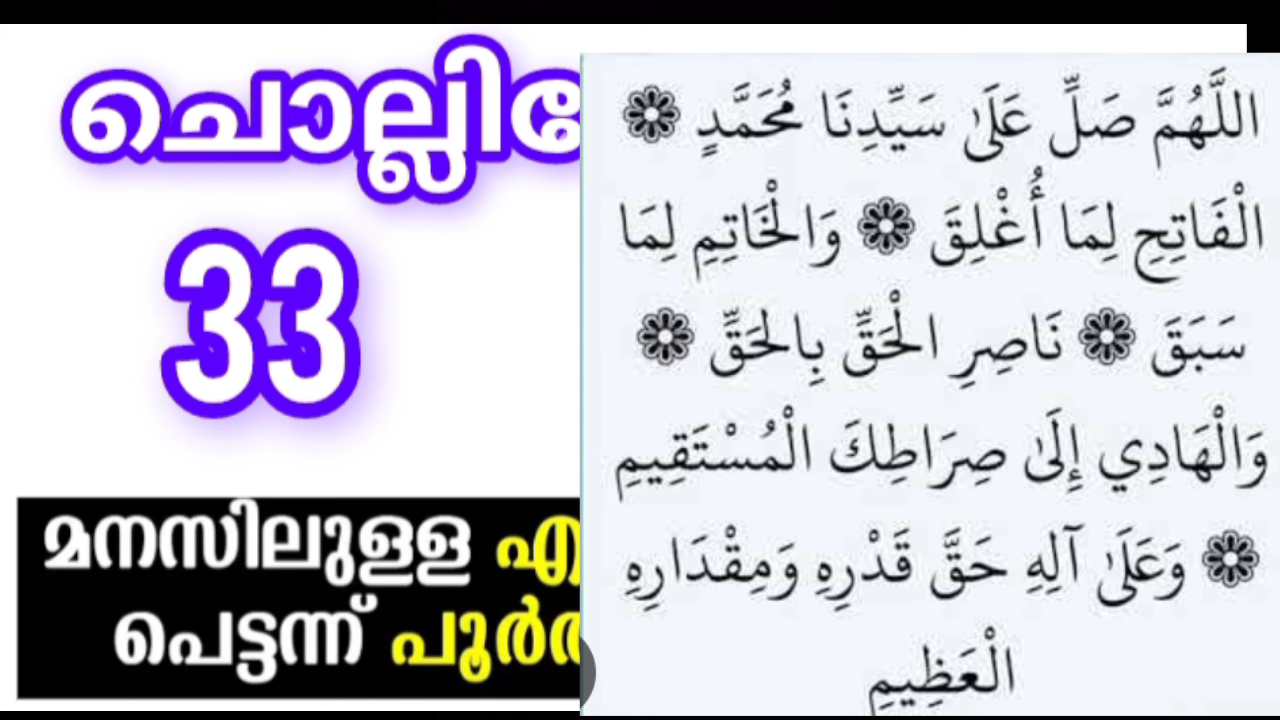 ചൊല്ലി
33
മനസിലുള്ള എ
പെട്ടന്ന് പൂർ
اللَّهُمَّ صَلِّ عَلَىٰ سَيِّدِنَا مُحَمَّدٍ ❁
الْفَاتِحِ لِمَا أُغْلِقَ ❁ وَالْخَاتِمِ لِمَا
سَبَقَ ❁ نَاصِرِ الْحَقِّ بِالْحَقِّ ❁
وَالْهَادِي إِلَىٰ صِرَاطِكَ الْمُسْتَقِيمِ
❁ وَعَلَىٰ آلِهِ حَقَّ قَدْرِهِ وَمِقْدَارِهِ
الْعَظِيمِ